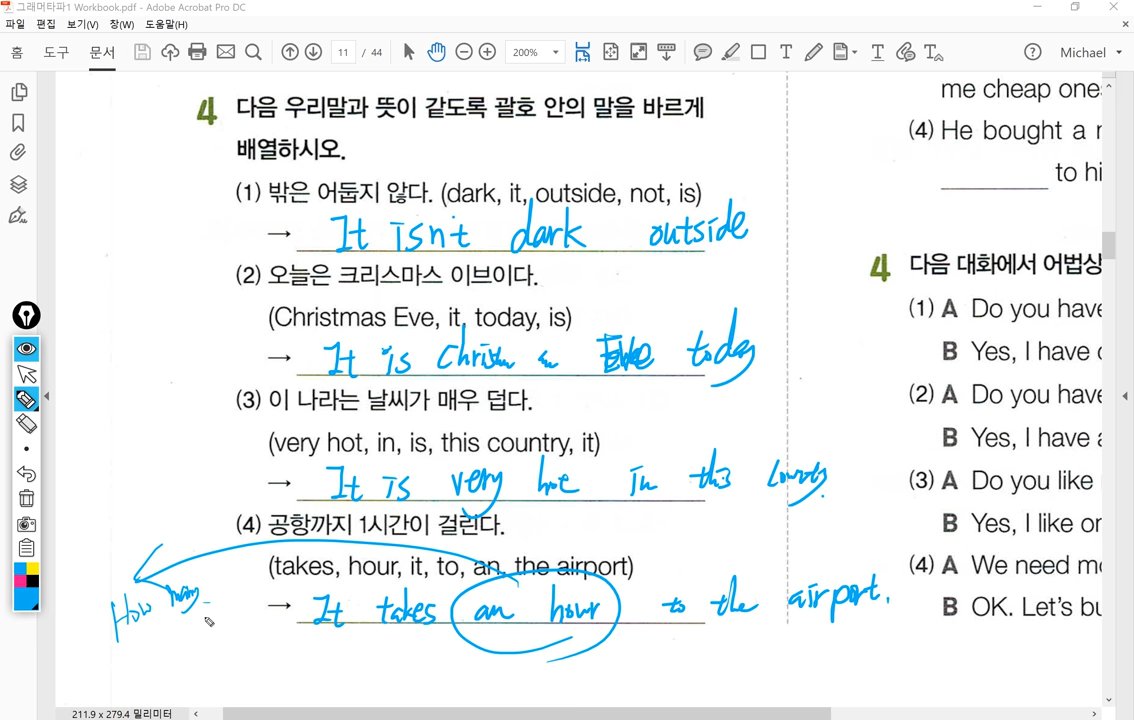 그래머타파1 Workbook.pdf - Adobe Acrobat Pro DC
파일 편집 보기(V) 창(W) 도움말(H)
홈 도구 문서 11 / 44 200% Michael
4 다음 우리말과 뜻이 같도록 괄호 안의 말을 바르게
배열하시오.
(1) 밖은 어둡지 않다. (dark, it, outside, not, is)
→ It isn't dark outside
(2) 오늘은 크리스마스 이브이다.
(Christmas Eve, it, today, is)
→ It is Eve today
(3) 이 나라는 날씨가 매우 덥다.
(very hot, in, is, this country, it)
→ It is very hot in this country.
(4) 공항까지 1시간이 걸린다.
(takes, hour, it, to, an, the airport)
→ It takes an hour to the airport.
How
me cheap one
(4) He bought a
to hi
4 다음 대화에서 어법상
(1) A Do you have
B Yes, I have
(2) A Do you have
B Yes, I have a
(3) A Do you like
B Yes, I like or
(4) A We need mo
B OK. Let's bu
211.9 x 279.4 밀리미터